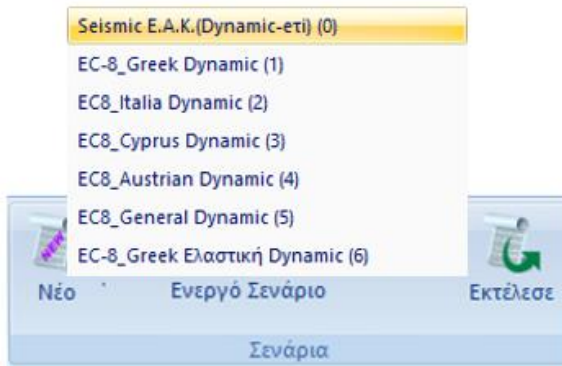 Seismic Ε.Α.Κ.(Dynamic-ετι) (0)
EC-8_Greek Dynamic (1)
EC8_Italia Dynamic (2)
EC8_Cyprus Dynamic (3)
EC8_Austrian Dynamic (4)
EC8_General Dynamic (5)
EC-8_Greek Ελαστική Dynamic (6)
NEW
Νέο Ενεργό Σενάριο Εκτέλεσε
Σενάρια